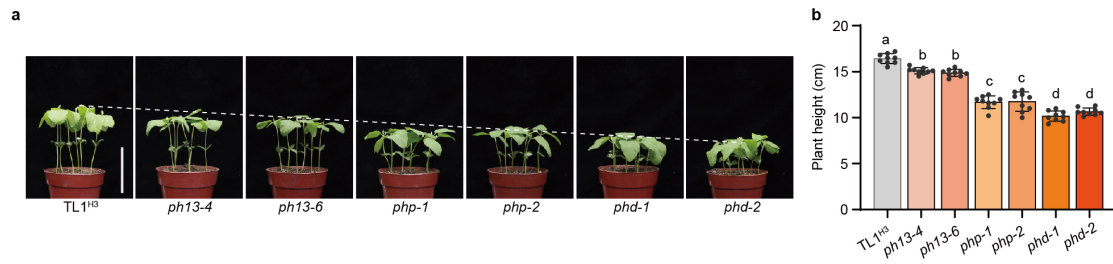 a
TL1ᴴ³
ph13-4
ph13-6
php-1
php-2
phd-1
phd-2
b
Plant height (cm)
20
15
10
5
0
a
b
b
c
c
d
d
TL1ᴴ³
ph13-4
ph13-6
php-1
php-2
phd-1
phd-2